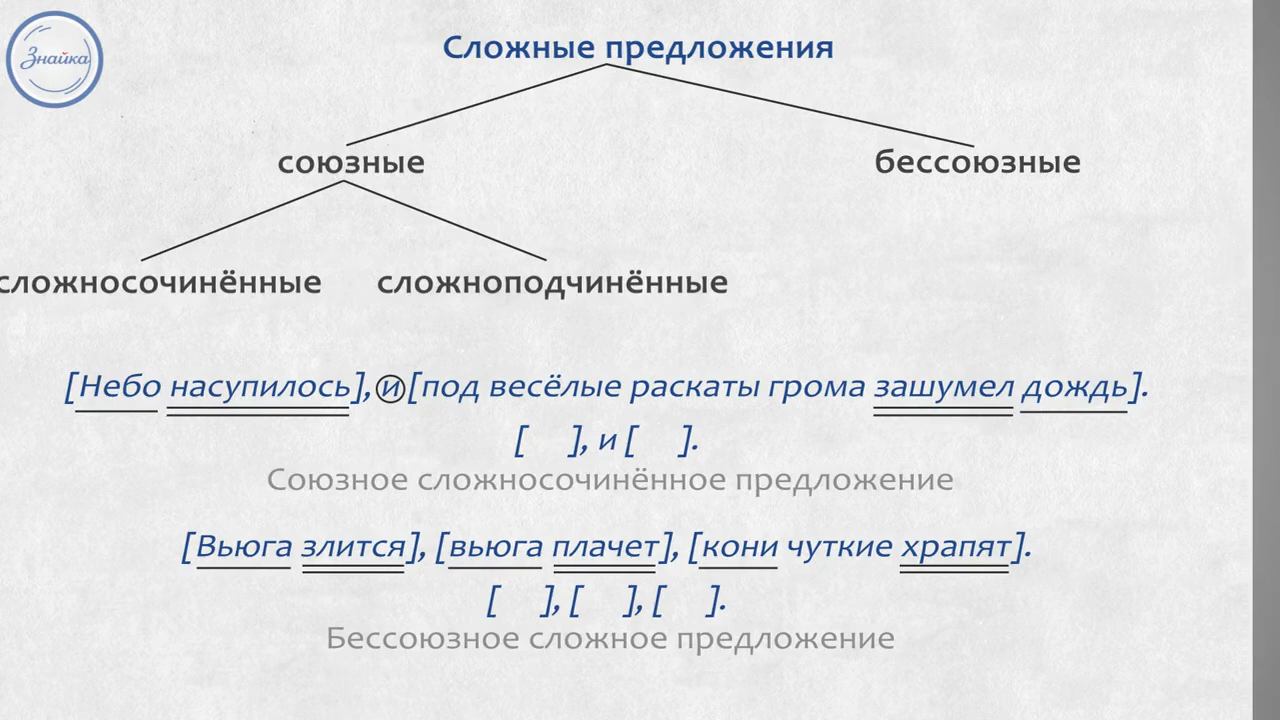 Знайка
Сложные предложения
союзные бессоюзные
сложносочинённые сложноподчинённые
[Небо насупилось], и [под весёлые раскаты грома зашумел дождь].
[ ], и [ ].
Союзное сложносочинённое предложение
[Вьюга злится], [вьюга плачет], [кони чуткие храпят].
[ ], [ ], [ ].
Бессоюзное сложное предложение